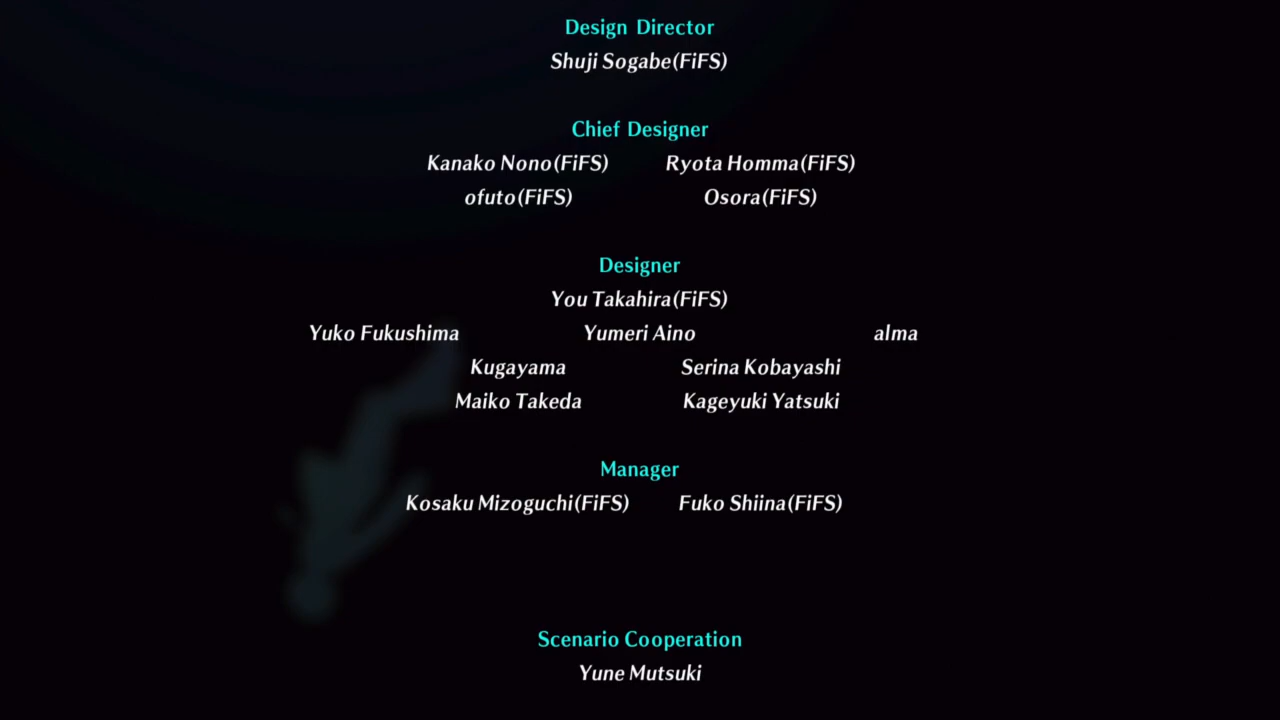 Design Director
Shuji Sogabe(FiFS)
Chief Designer
Kanako Nono(FiFS) Ryota Homma(FiFS)
ofuto(FiFS) Osora(FiFS)
Designer
You Takahira(FiFS)
Yuko Fukushima Yumeri Aino alma
Kugayama Serina Kobayashi
Maiko Takeda Kageyuki Yatsuki
Manager
Kosaku Mizoguchi(FiFS) Fuko Shiina(FiFS)
Scenario Cooperation
Yune Mutsuki